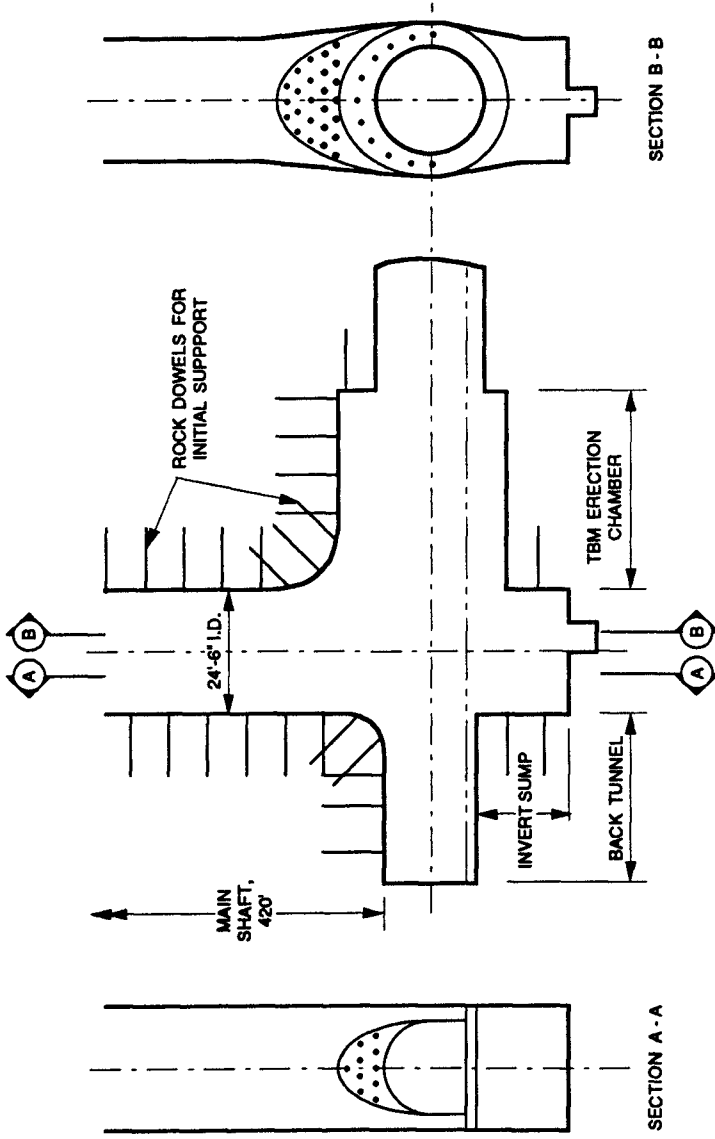 A
B
24'-6" I.D.
ROCK DOWELS FOR
INITIAL SUPPPORT
MAIN
SHAFT,
420'
INVERT SUMP
BACK TUNNEL
TBM ERECTION
CHAMBER
A
B
SECTION A - A
SECTION B - B